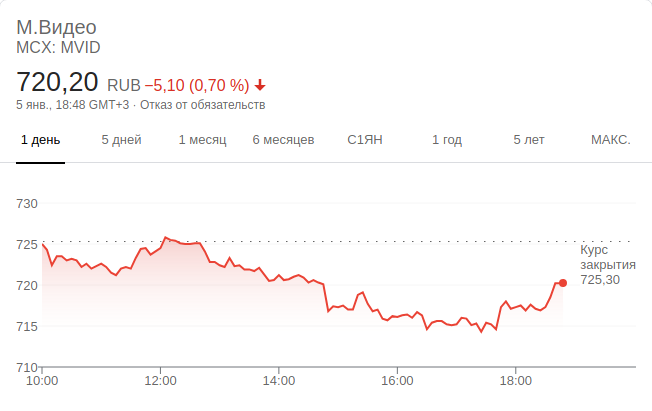 М.Видео
MCX: MVID
720,20 RUB −5,10 (0,70 %)
5 янв., 18:48 GMT+3 · Отказ от обязательств
1 день 5 дней 1 месяц 6 месяцев С1ЯН 1 год 5 лет МАКС.
730
725
720
715
710
Курс
закрытия
725,30
10:00 12:00 14:00 16:00 18:00